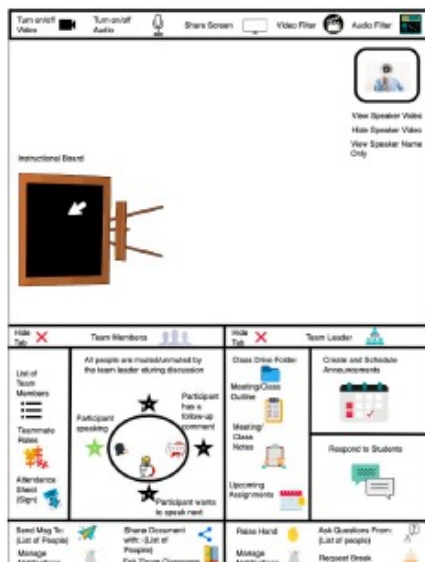 Turn on/off
Video
Turn on/off
Audio
Share Screen
Video Filter
Audio Filter
View Speaker Video
Hide Speaker Video
View Speaker Name
Only
Instructional Board
Hide
Tab
Team Members
Hide
Tab
Team Leader
List of
Team
Members
Teammate
Roles
Attendance
Sheet
(Sign)
All people are muted/unmuted by
the team leader during discussion
Participant
speaking
Participant
has a
follow-up
comment
Participant wants
to speak next
Class Drive Folder
Meeting/Class
Outline
Meeting/
Class
Notes
Upcoming
Assignments
Create and Schedule
Announcements
Respond to Students
Send Msg To:
(List of People)
Manage
Share Document
with: -(List of
People)
Raise Hand
Manage
Ask Questions From:
(List of people)
Request Break